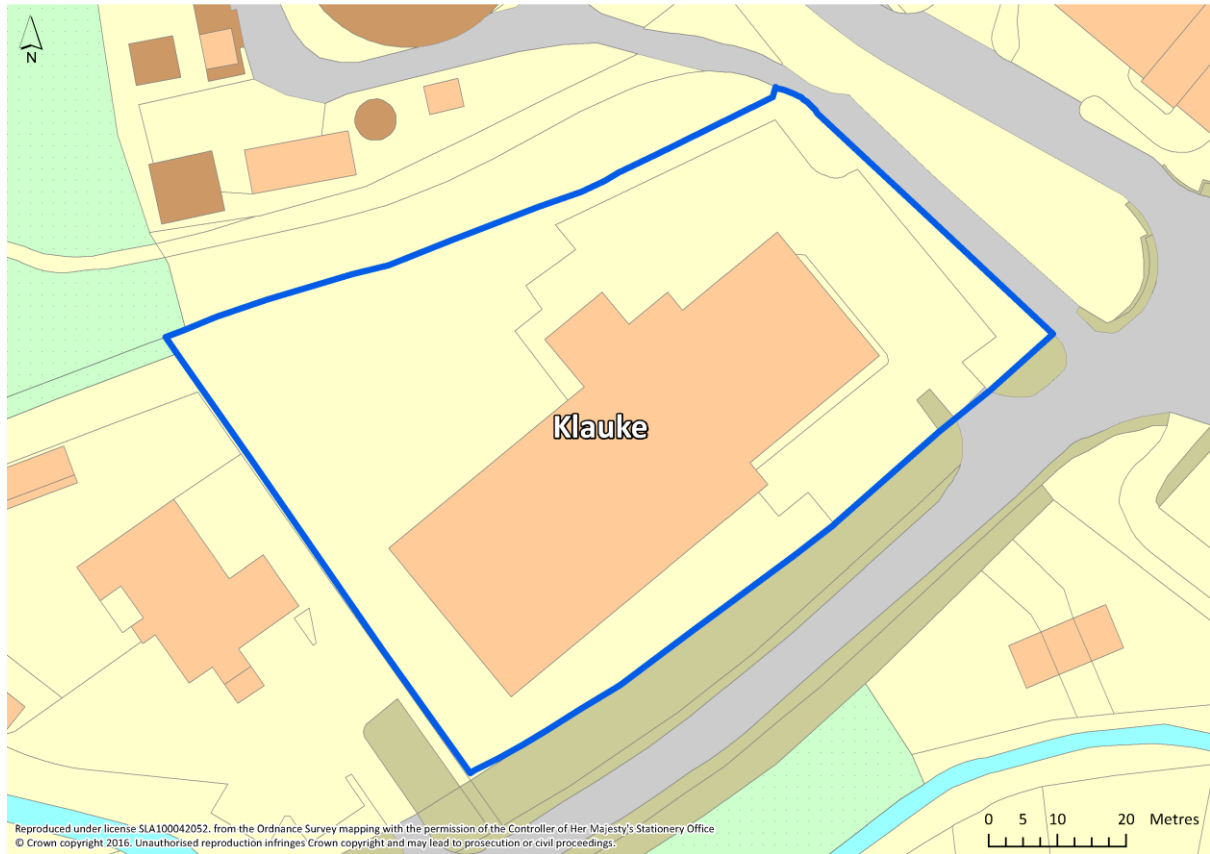 N
Klauke
0 5 10 20 Metres
Reproduced under license SLA100042052. from the Ordnance Survey mapping with the permission of the Controller of Her Majesty's Stationery Office
© Crown copyright 2016. Unauthorised reproduction infringes Crown copyright and may lead to prosecution or civil proceedings.